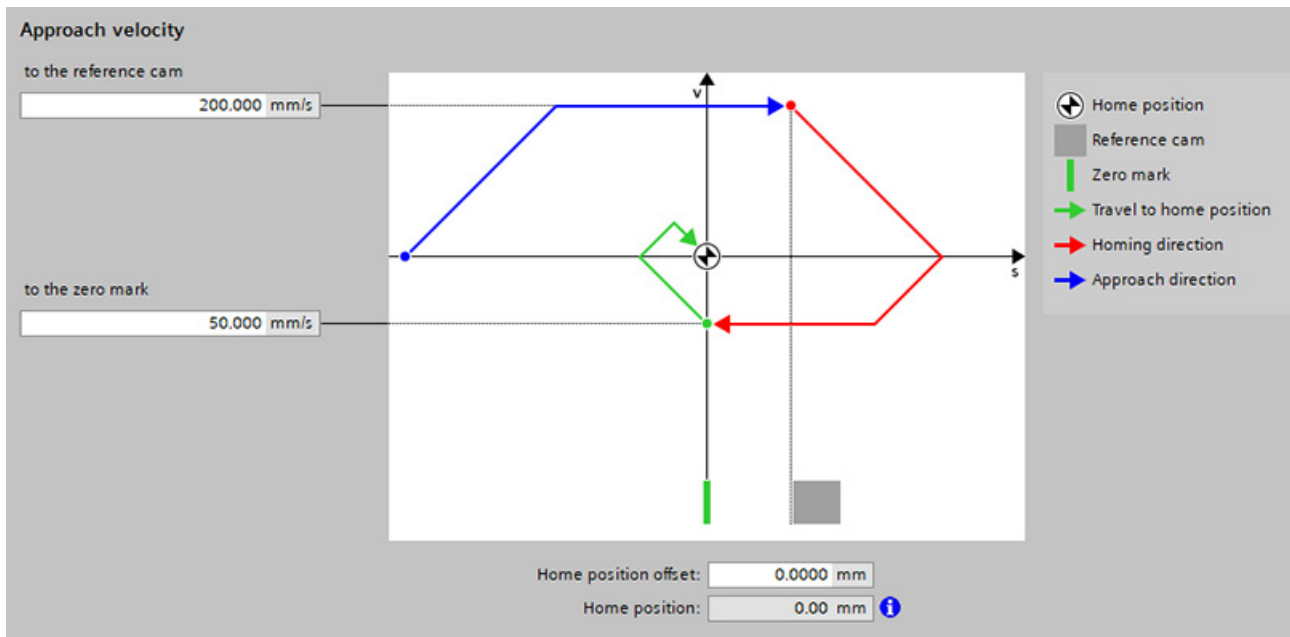 Approach velocity
to the reference cam
200.000 mm/s
to the zero mark
50.000 mm/s
v
s
Home position
Reference cam
Zero mark
Travel to home position
Homing direction
Approach direction
Home position offset: 0.0000 mm
Home position: 0.00 mm